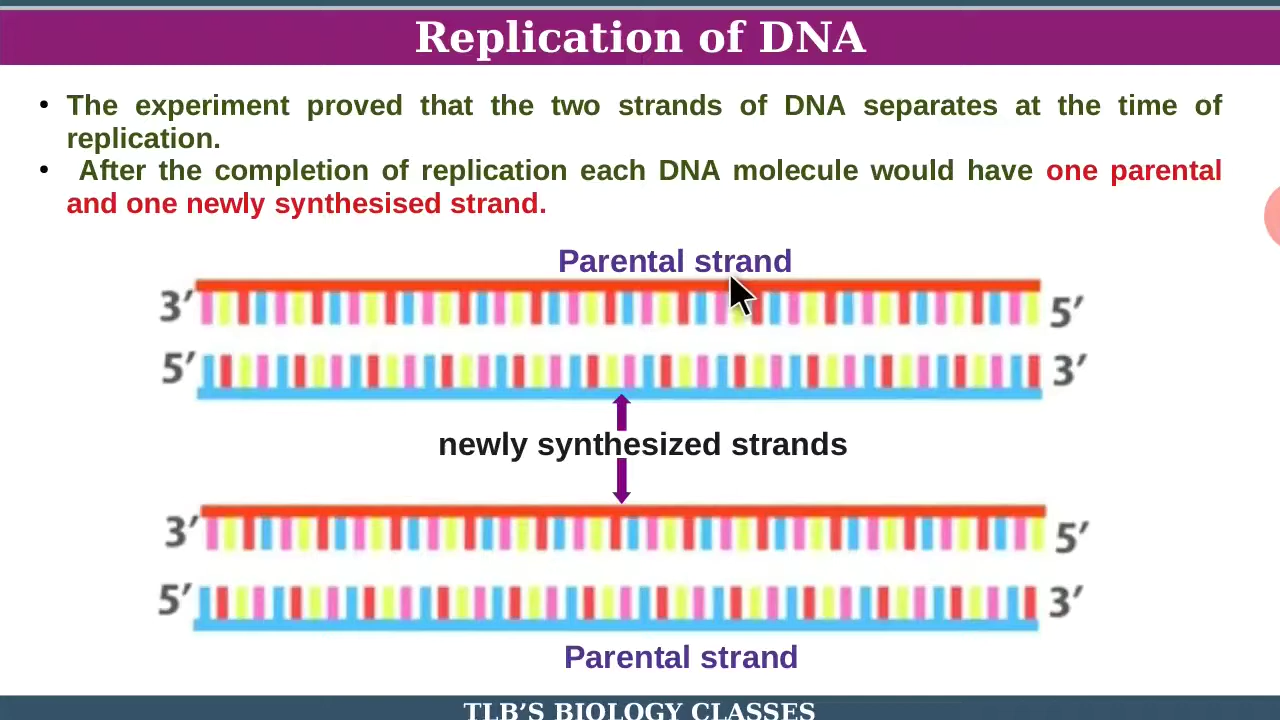 Replication of DNA
• The experiment proved that the two strands of DNA separates at the time of
replication.
• After the completion of replication each DNA molecule would have one parental
and one newly synthesised strand.
Parental strand
3′ 5′
5′ 3′
newly synthesized strands
3′ 5′
5′ 3′
Parental strand
TLB’S BIOLOGY CLASSES